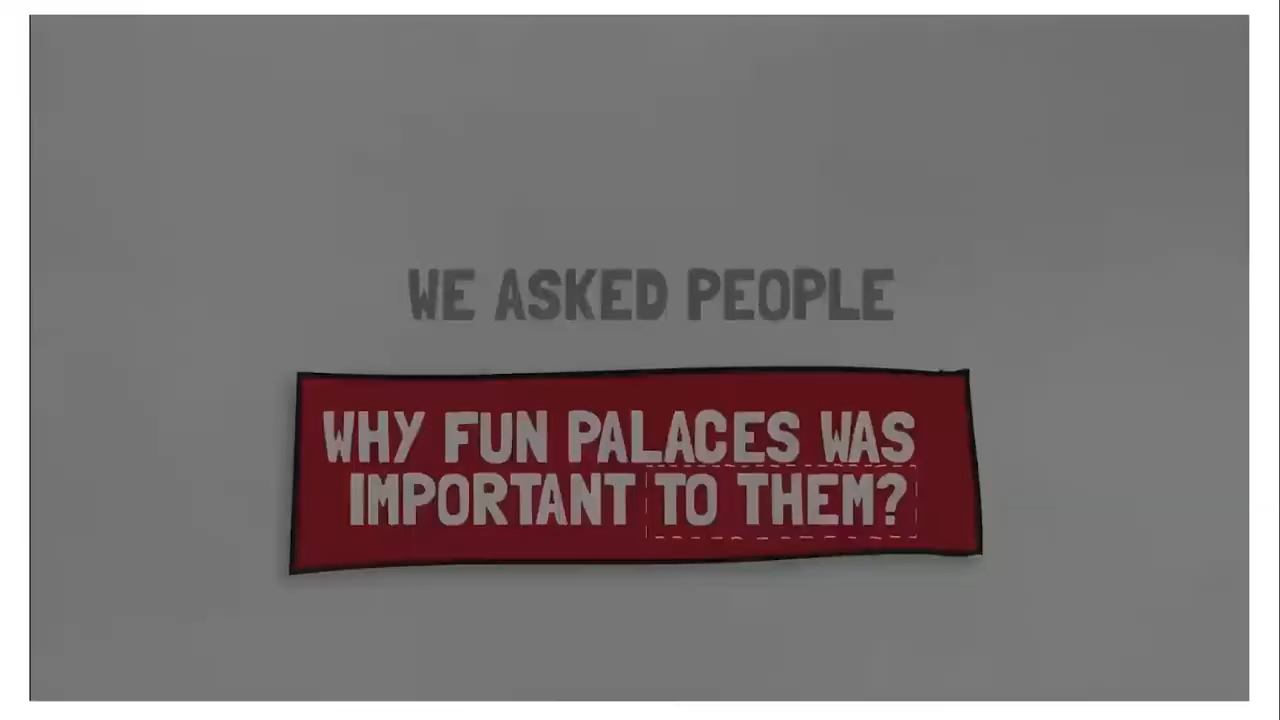 WE ASKED PEOPLE
WHY FUN PALACES WAS
IMPORTANT TO THEM?